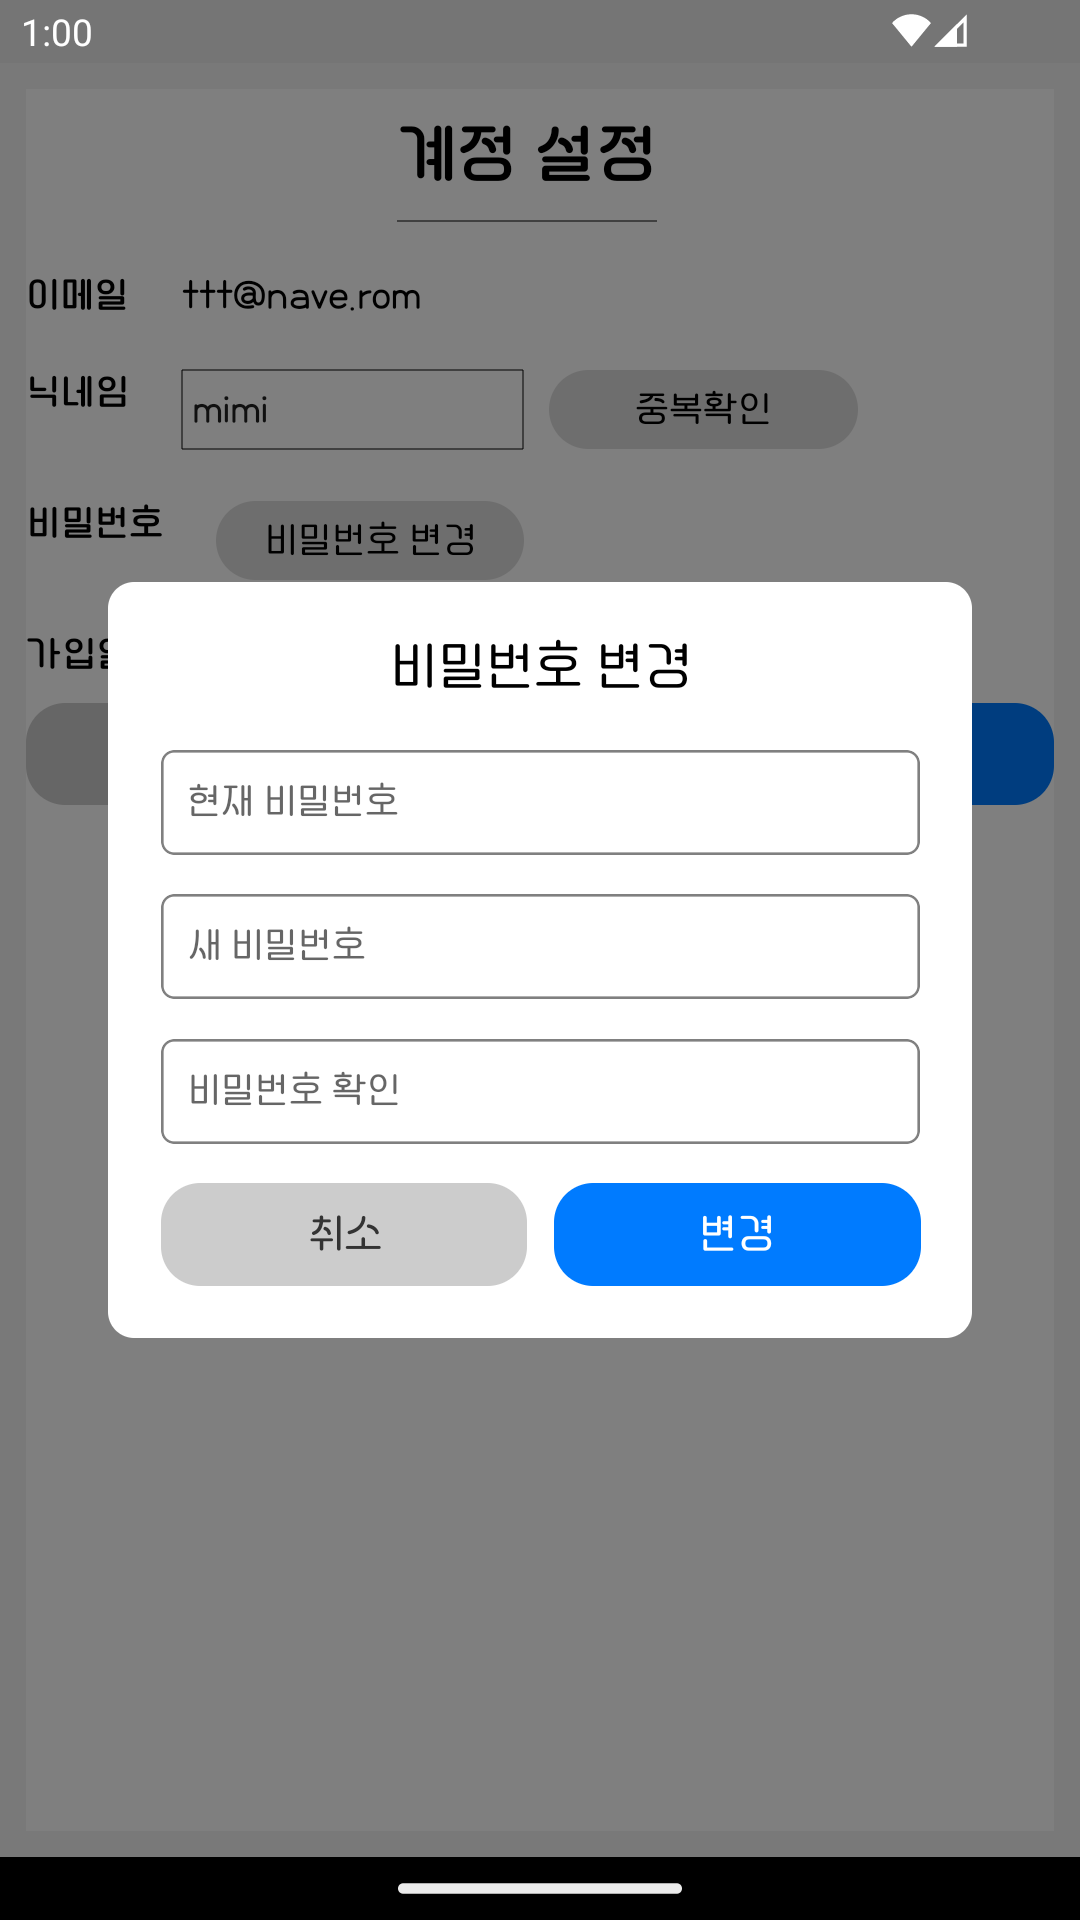 1:00
계정 설정
이메일 ttt@nave.rom
닉네임 mimi 중복확인
비밀번호 비밀번호 변경
가입
비밀번호 변경
현재 비밀번호
새 비밀번호
비밀번호 확인
취소 변경